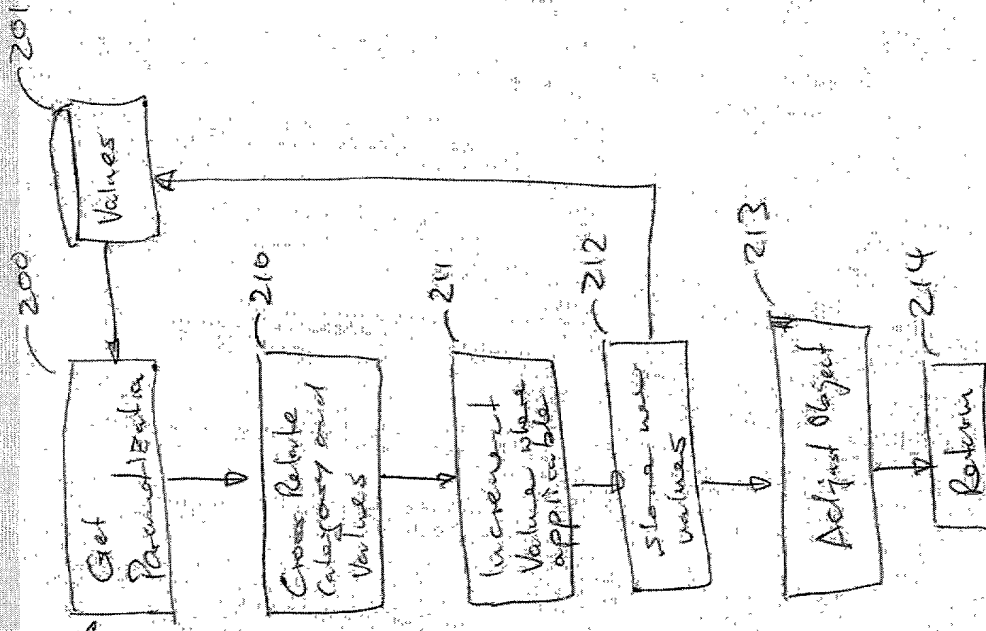 200
201
Get
Values
210
Cross Relate
Category and
Values
211
Increment
Value where
applicable
212
Store new
values
213
Adjust Object
214
Return